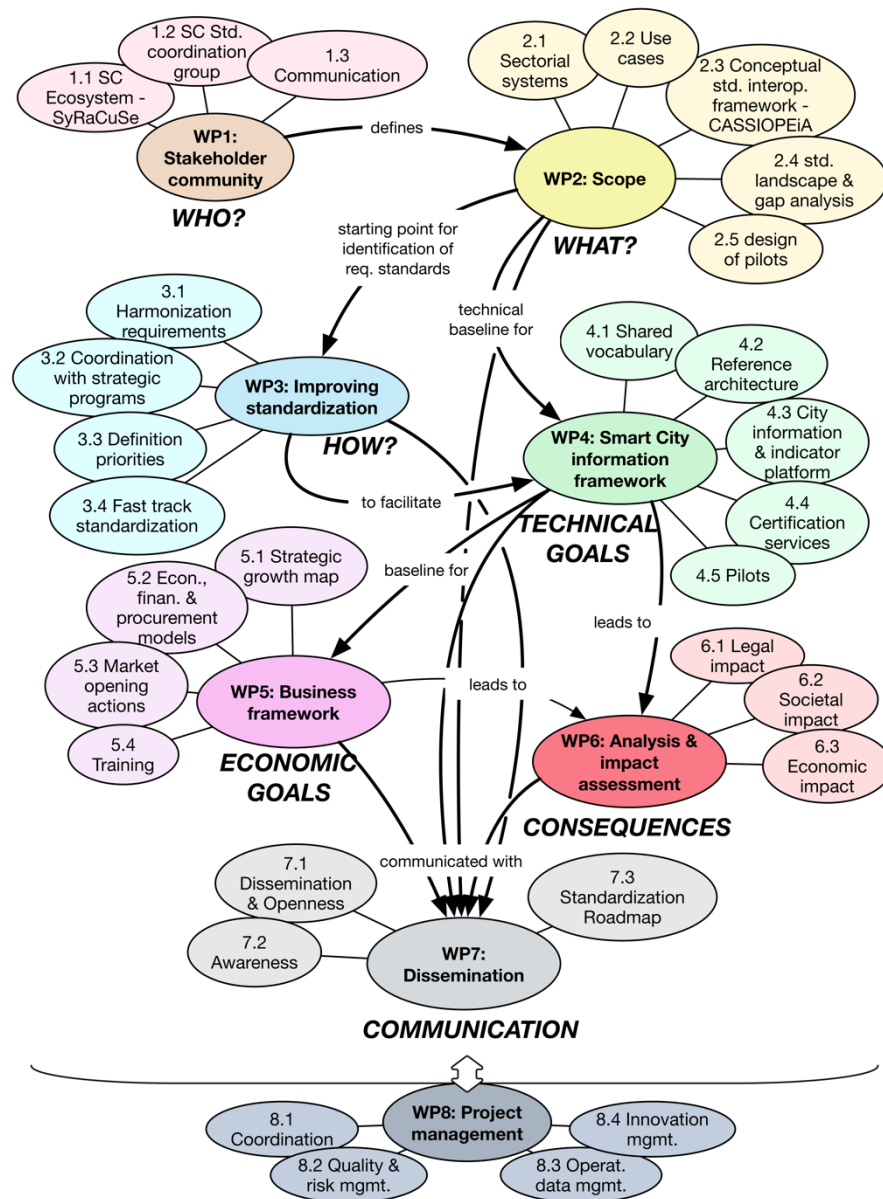 1.1 SC
Ecosystem -
SyRaCuSe
1.2 SC Std.
coordination
group
1.3
Communication
WP1:
Stakeholder
community
WHO?
defines
2.1
Sectorial
systems
2.2 Use
cases
2.3 Conceptual
std. interop.
framework -
CASSIOPEiA
2.4 std.
landscape &
gap analysis
2.5 design
of pilots
WP2: Scope
WHAT?
starting point for
identification of
req. standards
technical
baseline for
3.1
Harmonization
requirements
3.2 Coordination
with strategic
programs
3.3 Definition
priorities
3.4 Fast track
standardization
WP3: Improving
standardization
HOW?
to facilitate
4.1 Shared
vocabulary
4.2
Reference
architecture
4.3 City
information
& indicator
platform
4.4
Certification
services
4.5 Pilots
WP4: Smart City
information
framework
TECHNICAL
GOALS
baseline for
leads to
5.1 Strategic
growth map
5.2 Econ.,
finan. &
procurement
models
5.3 Market
opening
actions
5.4
Training
WP5: Business
framework
ECONOMIC
GOALS
leads to
6.1 Legal
impact
6.2
Societal
impact
6.3
Economic
impact
WP6: Analysis &
impact
assessment
CONSEQUENCES
communicated with
7.1
Dissemination
& Openness
7.2
Awareness
7.3
Standardization
Roadmap
WP7:
Dissemination
COMMUNICATION
WP8: Project
management
8.1
Coordination
8.2 Quality &
risk mgmt.
8.3 Operat.
data mgmt.
8.4 Innovation
mgmt.